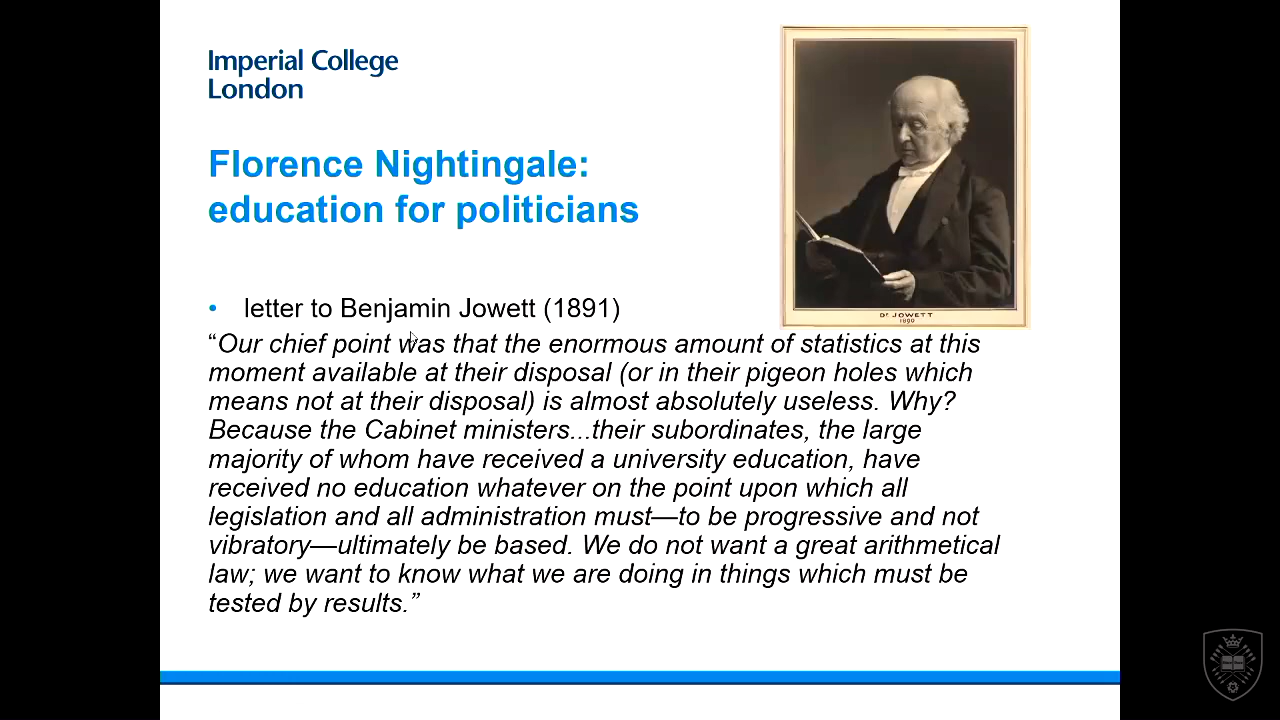 Imperial College
London
Florence Nightingale:
education for politicians
• letter to Benjamin Jowett (1891)
“Our chief point was that the enormous amount of statistics at this
moment available at their disposal (or in their pigeon holes which
means not at their disposal) is almost absolutely useless. Why?
Because the Cabinet ministers...their subordinates, the large
majority of whom have received a university education, have
received no education whatever on the point upon which all
legislation and all administration must—to be progressive and not
vibratory—ultimately be based. We do not want a great arithmetical
law; we want to know what we are doing in things which must be
tested by results.”
Dr JOWETT.
1890